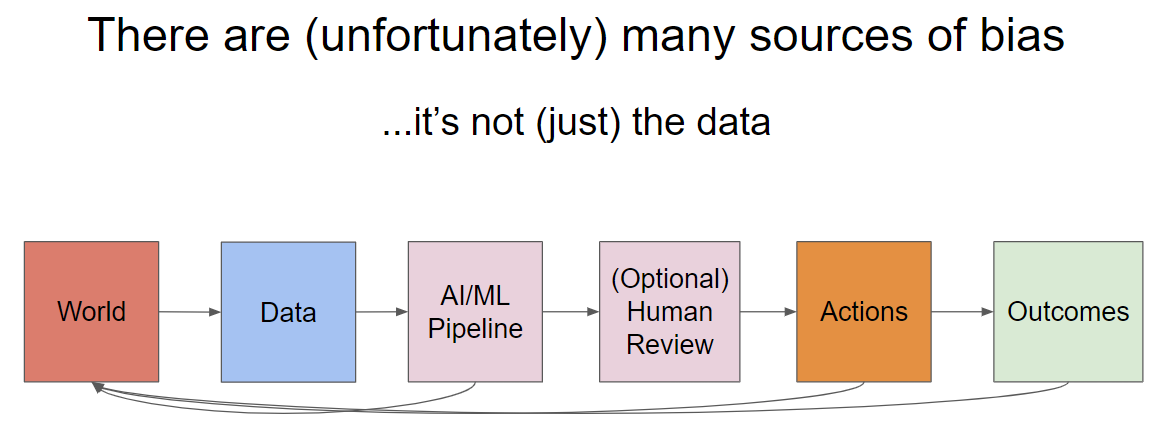 There are (unfortunately) many sources of bias
...it’s not (just) the data
World
Data
AI/ML
Pipeline
(Optional)
Human
Review
Actions
Outcomes